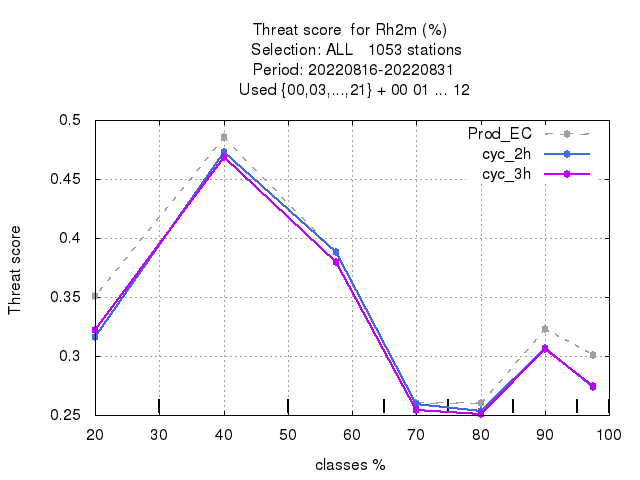 Threat score  for Rh2m (%)
Selection: ALL   1053 stations
Period: 20220816-20220831
Used {00,03,...,21} + 00 01 ... 12
Prod_EC
cyc_2h
cyc_3h
Threat score
0.5
0.45
0.4
0.35
0.3
0.25
20 30 40 50 60 70 80 90 100
classes %